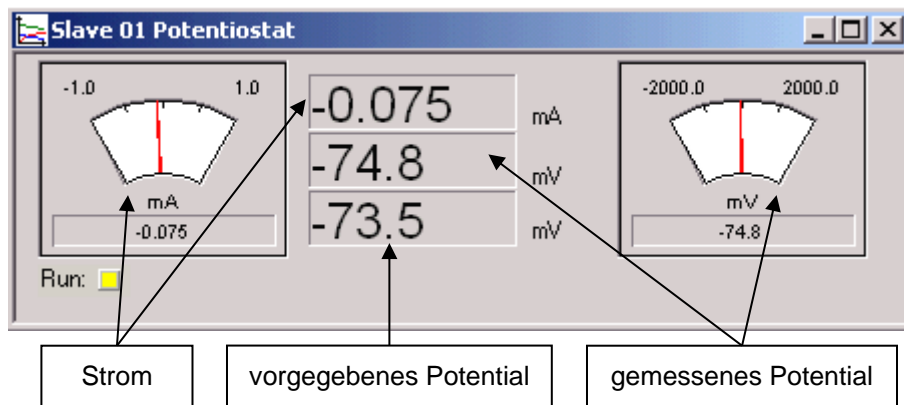 Slave 01 Potentiostat
-1.0 1.0
mA
-0.075
-0.075 mA
-74.8 mV
-73.5 mV
-2000.0 2000.0
mV
-74.8
Run:
Strom
vorgegebenes Potential
gemessenes Potential